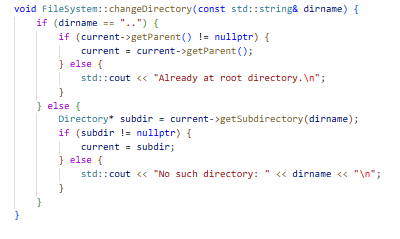 void FileSystem::changeDirectory(const std::string& dirname) {
    if (dirname == "..") {
        if (current->getParent() != nullptr) {
            current = current->getParent();
        } else {
            std::cout << "Already at root directory.\n";
        }
    } else {
        Directory* subdir = current->getSubdirectory(dirname);
        if (subdir != nullptr) {
            current = subdir;
        } else {
            std::cout << "No such directory: " << dirname << "\n";
        }
    }
}